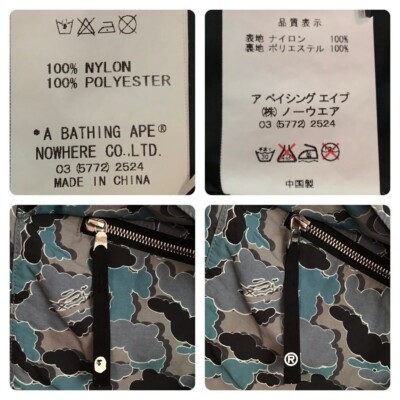 100% NYLON
100% POLYESTER
*A BATHING APE®
NOWHERE CO.,LTD.
03 (5772) 2524
MADE IN CHINA
品質表示
表地 ナイロン 100%
裏地 ポリエステル 100%
ア ベイシング エイプ
(株) ノーウエア
03 (5772) 2524
中国製
®